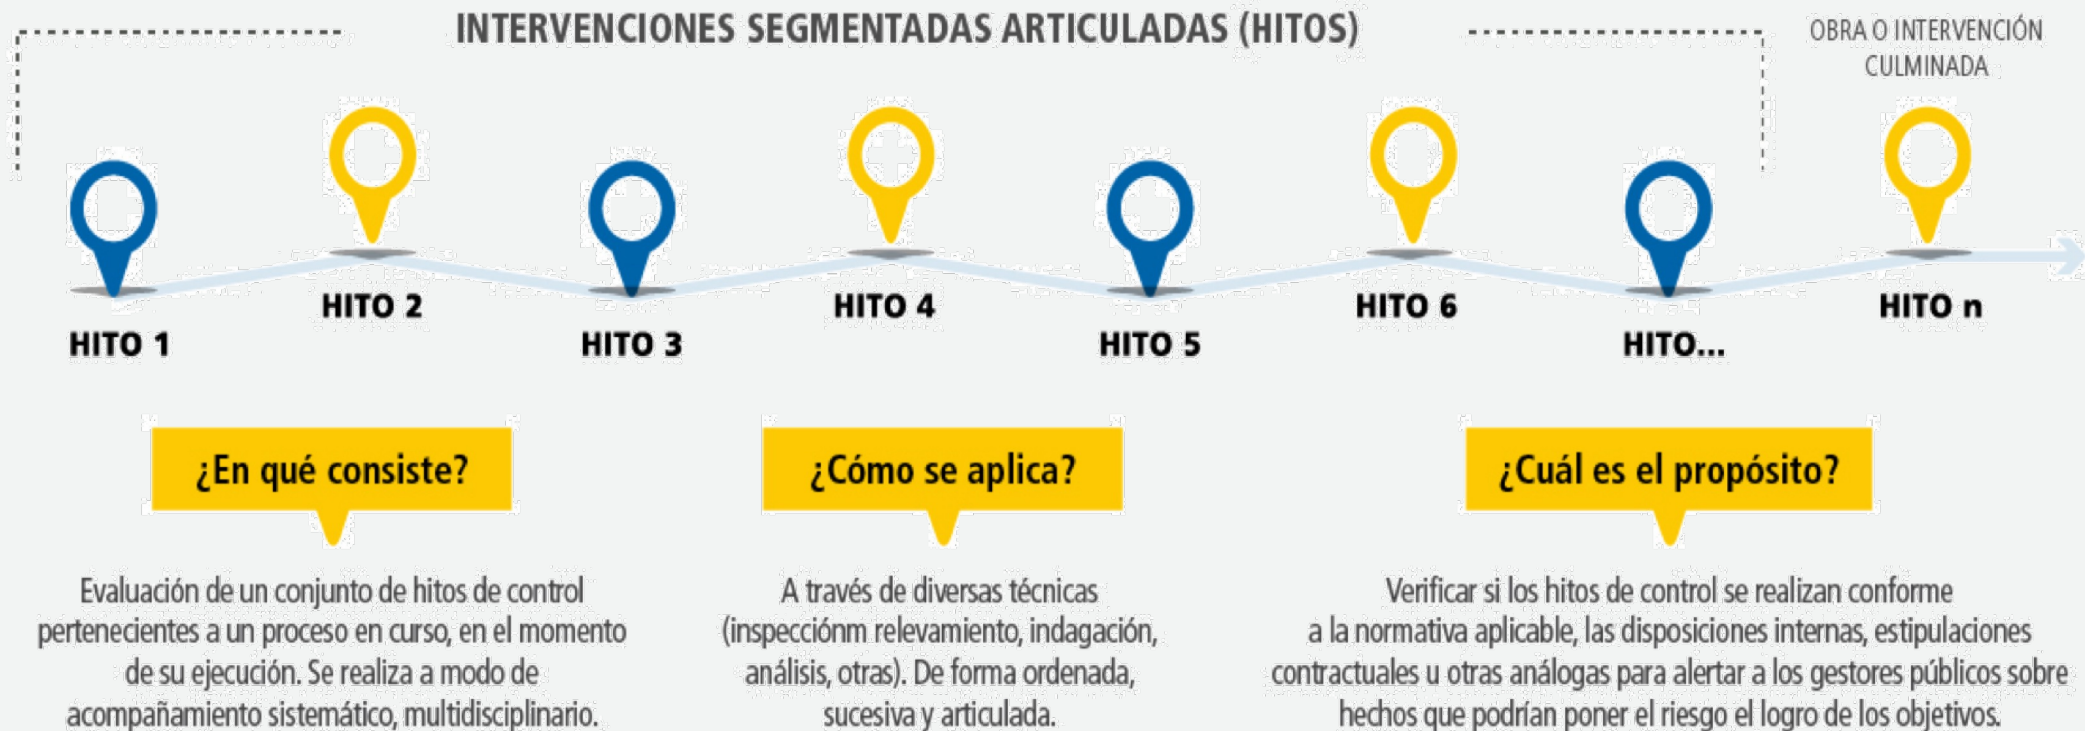 INTERVENCIONES SEGMENTADAS ARTICULADAS (HITOS)
OBRA O INTERVENCIÓN
CULMINADA
HITO 1
HITO 2
HITO 3
HITO 4
HITO 5
HITO 6
HITO...
HITO n
¿En qué consiste?
Evaluación de un conjunto de hitos de control
pertenecientes a un proceso en curso, en el momento
de su ejecución. Se realiza a modo de
acompañamiento sistemático, multidisciplinario.
¿Cómo se aplica?
A través de diversas técnicas
(inspecciónm relevamiento, indagación,
análisis, otras). De forma ordenada,
sucesiva y articulada.
¿Cuál es el propósito?
Verificar si los hitos de control se realizan conforme
a la normativa aplicable, las disposiciones internas, estipulaciones
contractuales u otras análogas para alertar a los gestores públicos sobre
hechos que podrían poner el riesgo el logro de los objetivos.